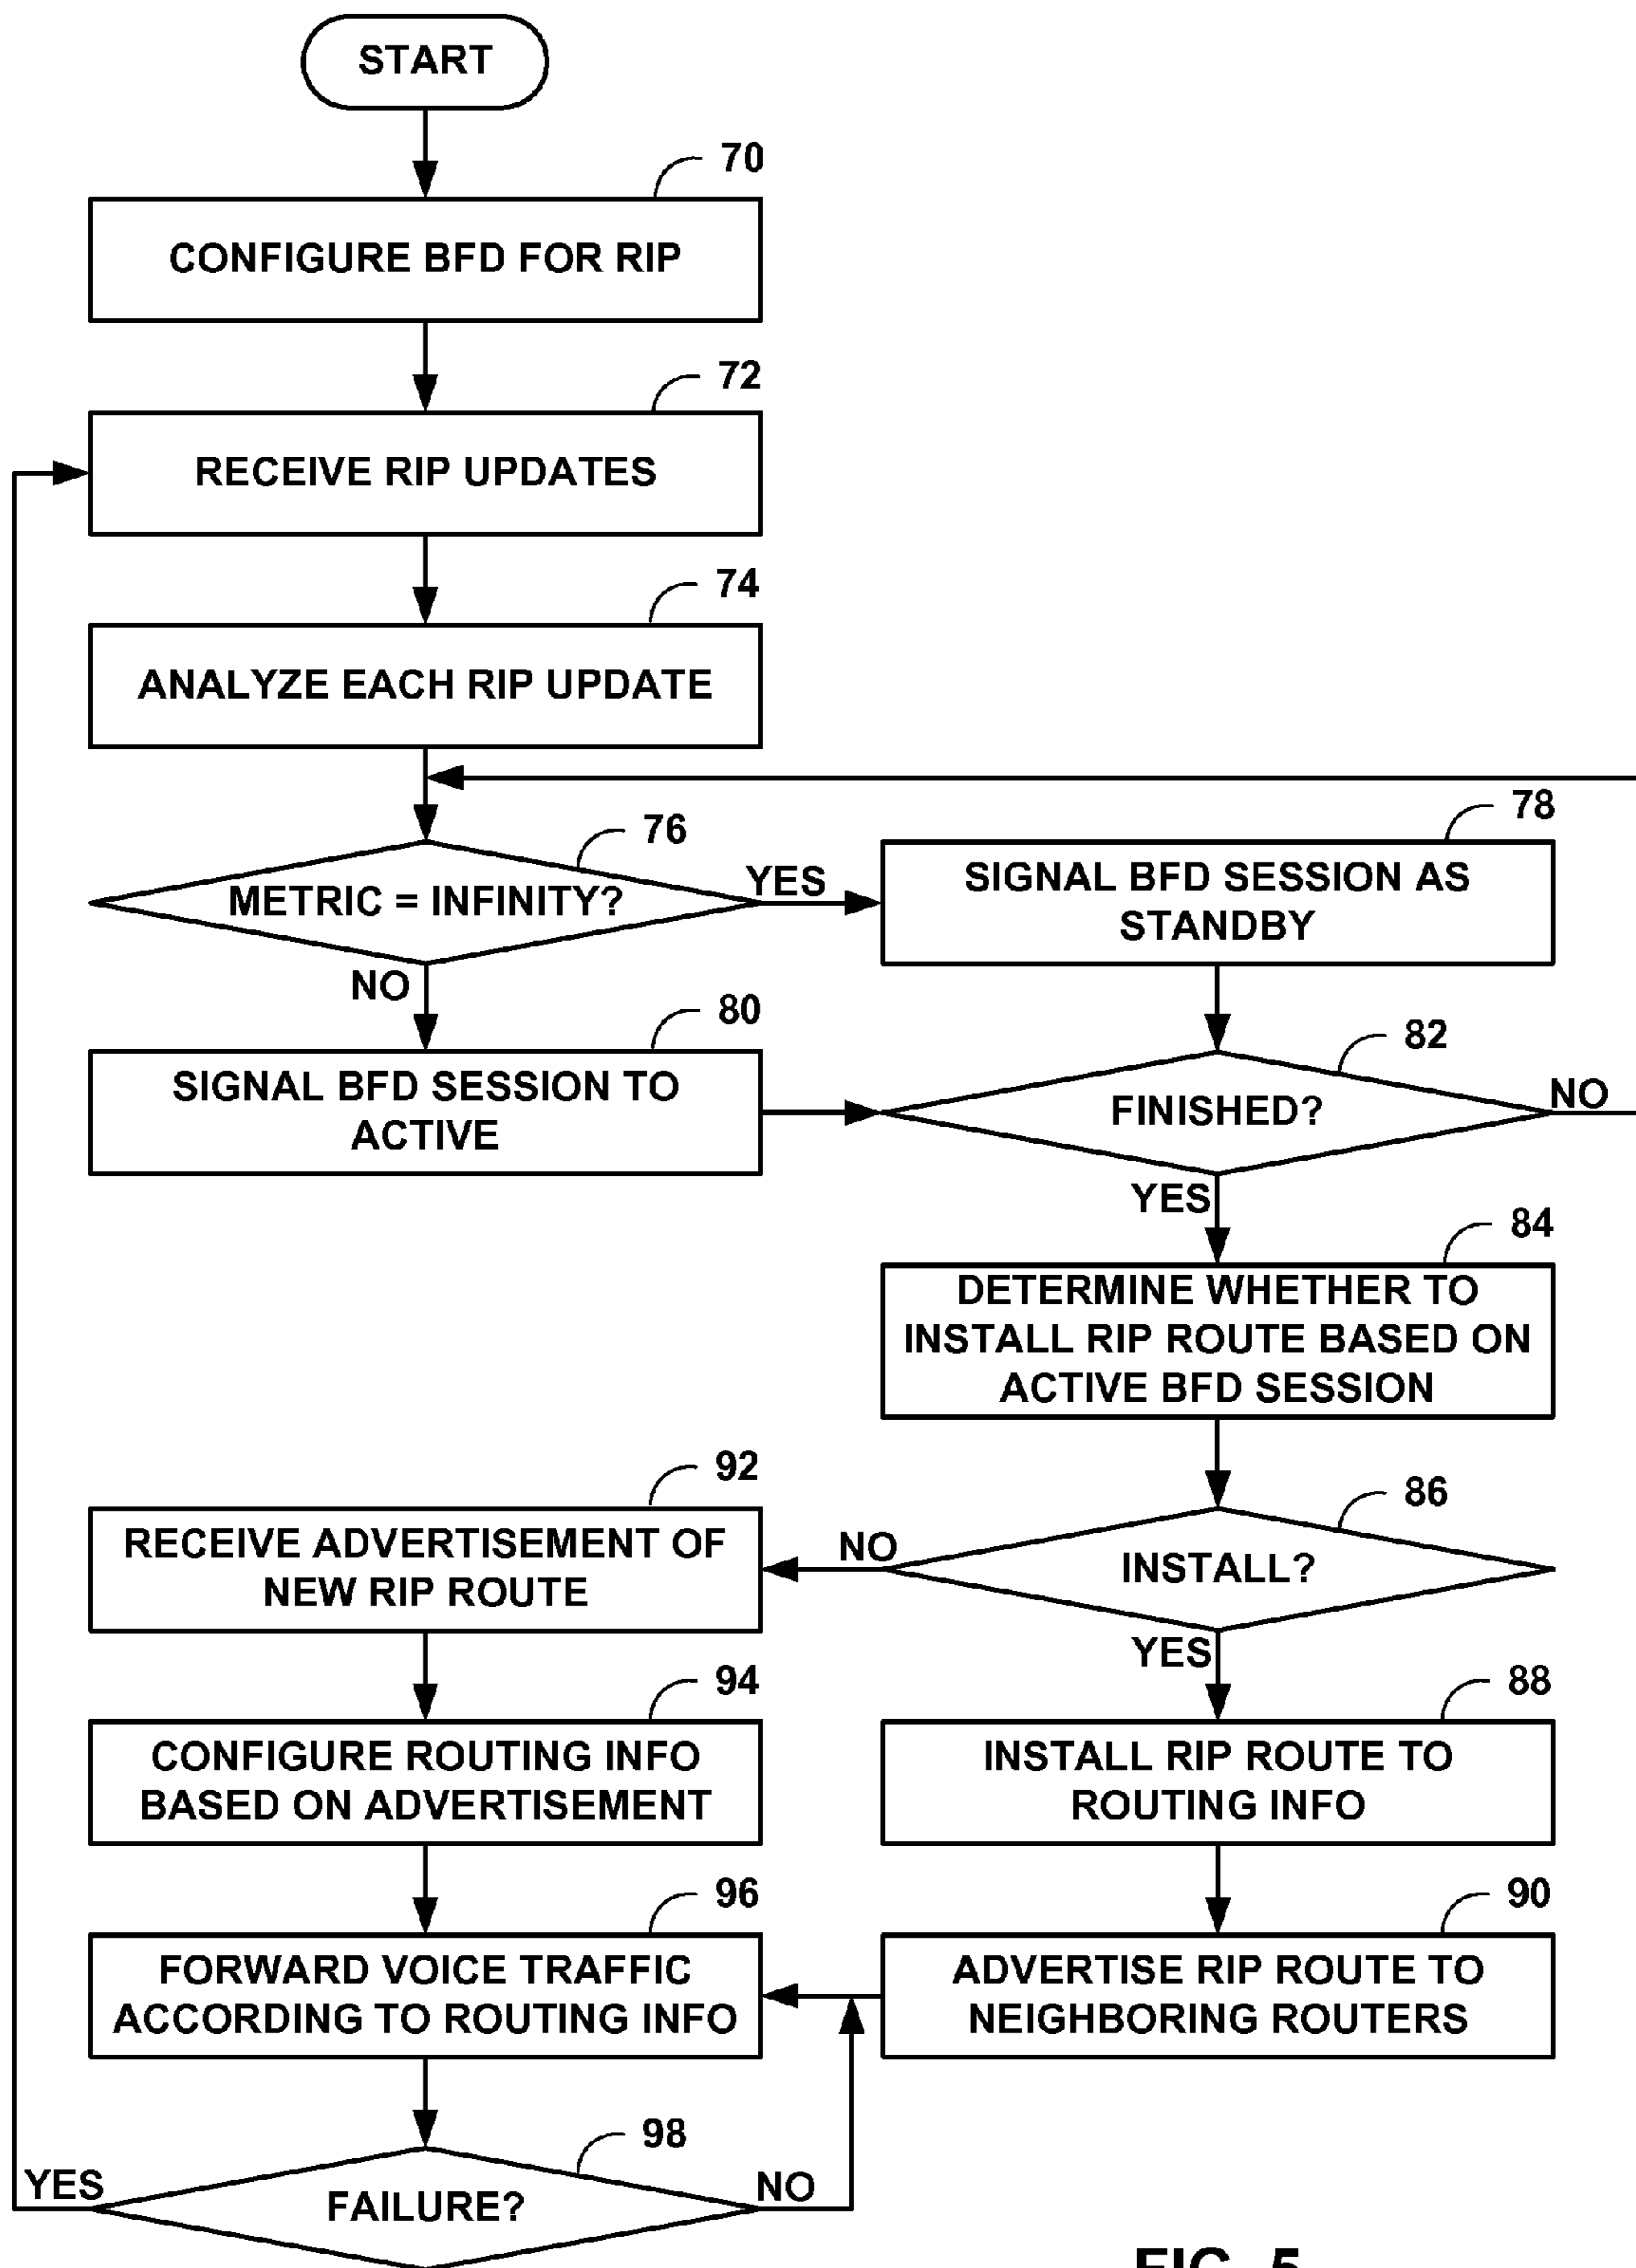 START
70
CONFIGURE BFD FOR RIP
72
RECEIVE RIP UPDATES
74
ANALYZE EACH RIP UPDATE
76
METRIC = INFINITY?
YES
NO
78
SIGNAL BFD SESSION AS
STANDBY
80
SIGNAL BFD SESSION TO
ACTIVE
82
FINISHED?
NO
YES
84
DETERMINE WHETHER TO
INSTALL RIP ROUTE BASED ON
ACTIVE BFD SESSION
86
INSTALL?
NO
YES
92
RECEIVE ADVERTISEMENT OF
NEW RIP ROUTE
88
INSTALL RIP ROUTE TO
ROUTING INFO
94
CONFIGURE ROUTING INFO
BASED ON ADVERTISEMENT
90
ADVERTISE RIP ROUTE TO
NEIGHBORING ROUTERS
96
FORWARD VOICE TRAFFIC
ACCORDING TO ROUTING INFO
98
FAILURE?
YES
NO
FIG. 5